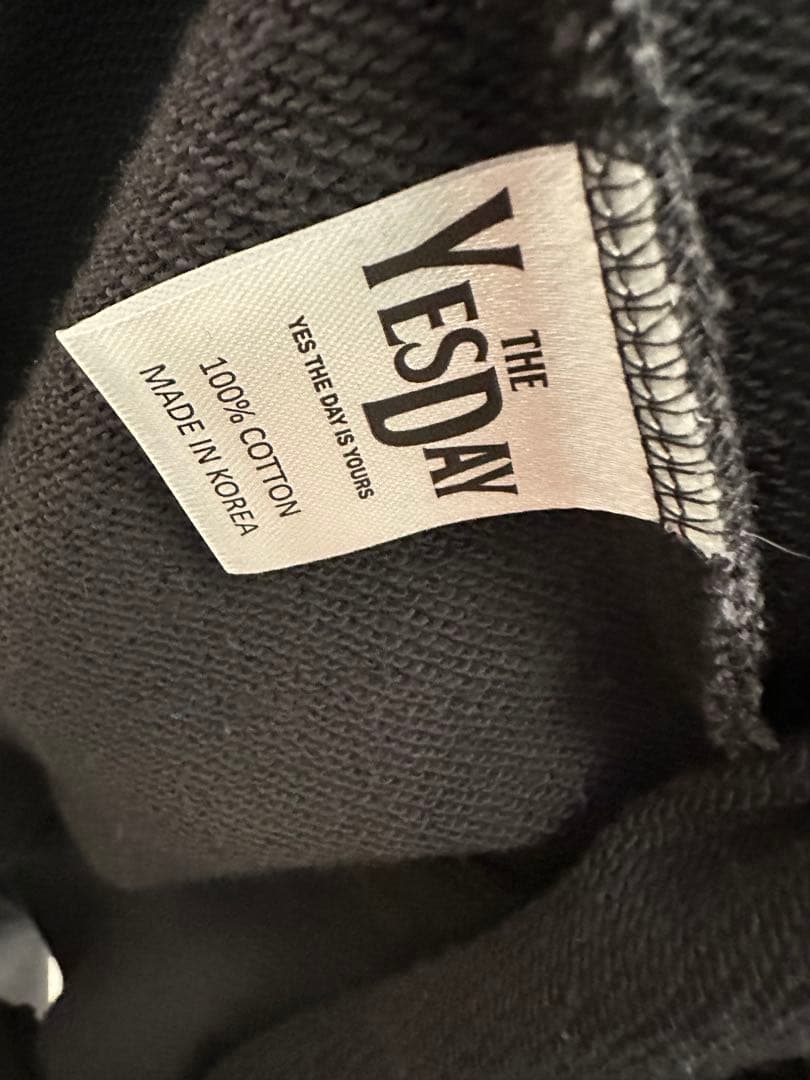 THE
YESDAY
YES THE DAY IS YOURS
100% COTTON
MADE IN KOREA